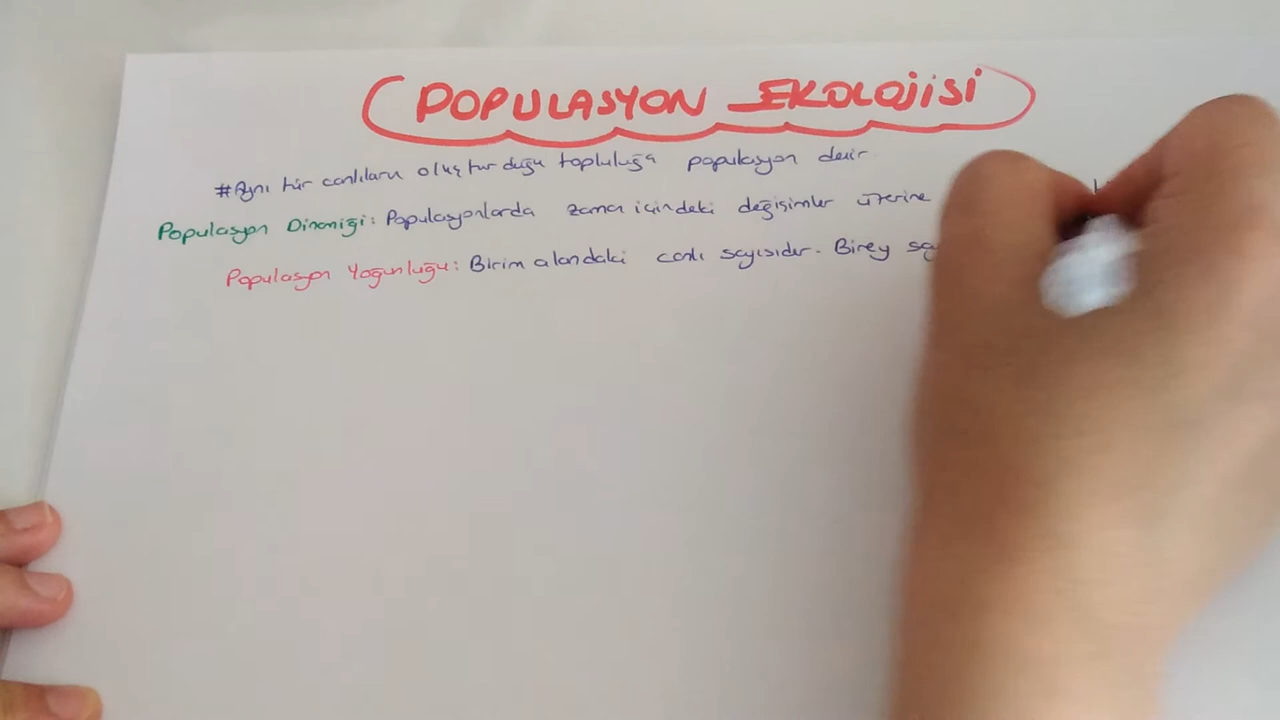 POPULASYON EKOLOJİSİ
#Aynı tür canlıların oluşturduğu topluluğa populasyon denir
Populasyon Dinamiği: Populasyonlarda zaman içindeki değişimler üzerine
Populasyon Yoğunluğu: Birim alandaki canlı sayısıdır. Birey